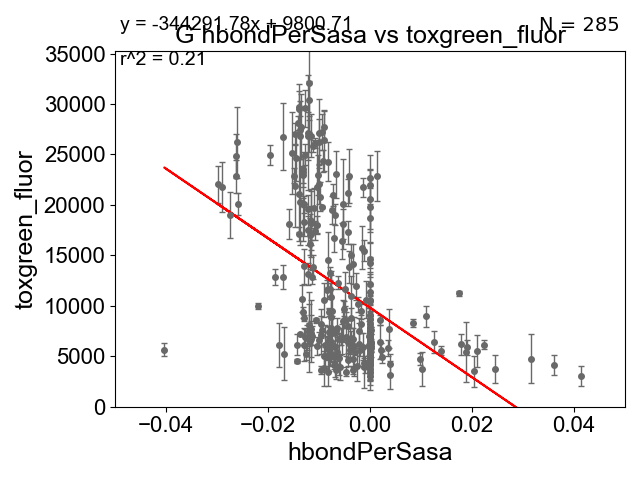 y = -344291.78x + 9800.71
N = 285
G hbondPerSasa vs toxgreen_fluor
r^2 = 0.21
35000
30000
25000
20000
15000
10000
5000
0
toxgreen_fluor
−0.04
−0.02
0.00
0.02
0.04
hbondPerSasa